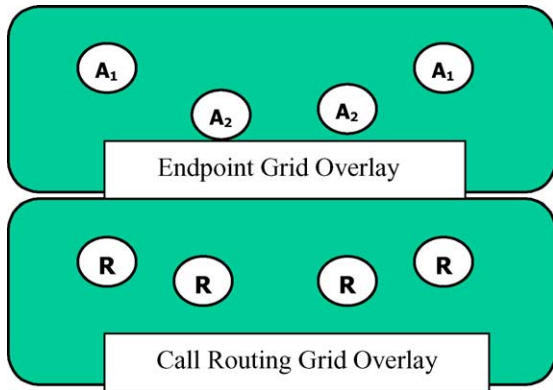 A₁ A₁
A₂ A₂
Endpoint Grid Overlay
R R R R
Call Routing Grid Overlay